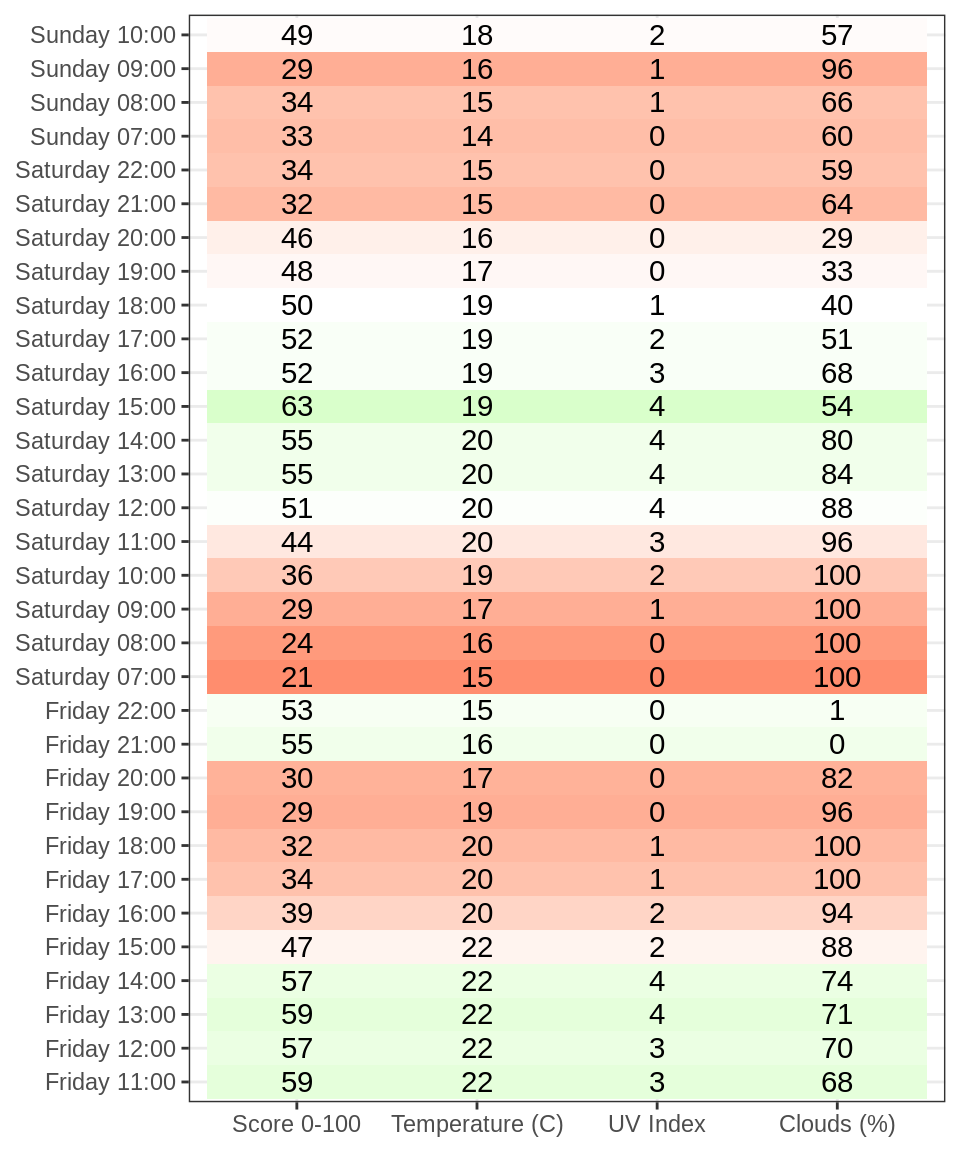 Sunday 10:00 49 18 2 57
Sunday 09:00 29 16 1 96
Sunday 08:00 34 15 1 66
Sunday 07:00 33 14 0 60
Saturday 22:00 34 15 0 59
Saturday 21:00 32 15 0 64
Saturday 20:00 46 16 0 29
Saturday 19:00 48 17 0 33
Saturday 18:00 50 19 1 40
Saturday 17:00 52 19 2 51
Saturday 16:00 52 19 3 68
Saturday 15:00 63 19 4 54
Saturday 14:00 55 20 4 80
Saturday 13:00 55 20 4 84
Saturday 12:00 51 20 4 88
Saturday 11:00 44 20 3 96
Saturday 10:00 36 19 2 100
Saturday 09:00 29 17 1 100
Saturday 08:00 24 16 0 100
Saturday 07:00 21 15 0 100
Friday 22:00 53 15 0 1
Friday 21:00 55 16 0 0
Friday 20:00 30 17 0 82
Friday 19:00 29 19 0 96
Friday 18:00 32 20 1 100
Friday 17:00 34 20 1 100
Friday 16:00 39 20 2 94
Friday 15:00 47 22 2 88
Friday 14:00 57 22 4 74
Friday 13:00 59 22 4 71
Friday 12:00 57 22 3 70
Friday 11:00 59 22 3 68
Score 0-100 Temperature (C) UV Index Clouds (%)